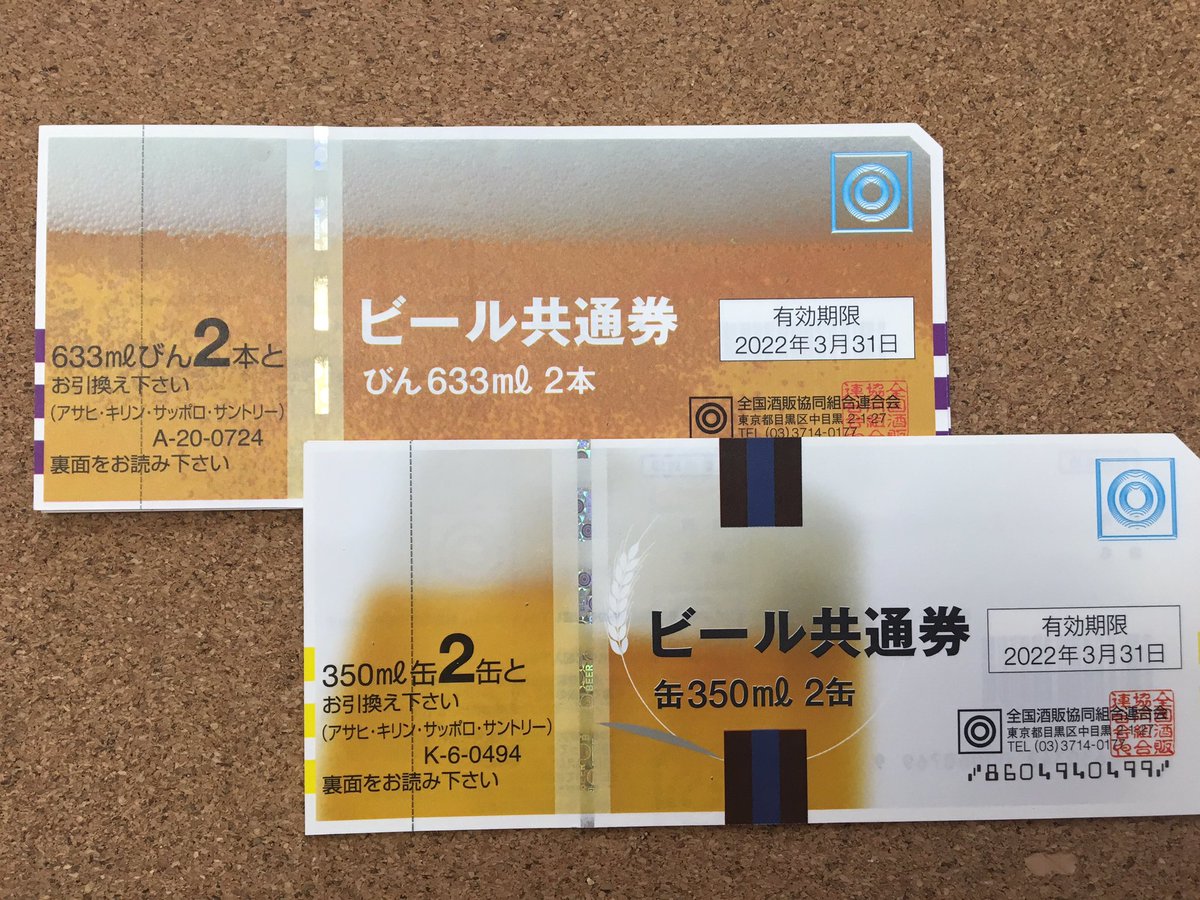 633mlびん2本と
お引換え下さい
(アサヒ・キリン・サッポロ・サントリー)
A-20-0724
裏面をお読み下さい
ビール共通券
びん633ml 2本
有効期限
2022年3月31日
全国酒販協同組合連合会
東京都目黒区中目黒2-1-27
TEL (03)3714-0177
350ml缶2缶と
お引換え下さい
(アサヒ・キリン・サッポロ・サントリー)
K-6-0494
裏面をお読み下さい
BEER
ビール共通券
缶350ml 2缶
有効期限
2022年3月31日
全国酒販協同組合連合会
東京都目黒区中目黒2-1-27
TEL (03)3714-0177
8604940499